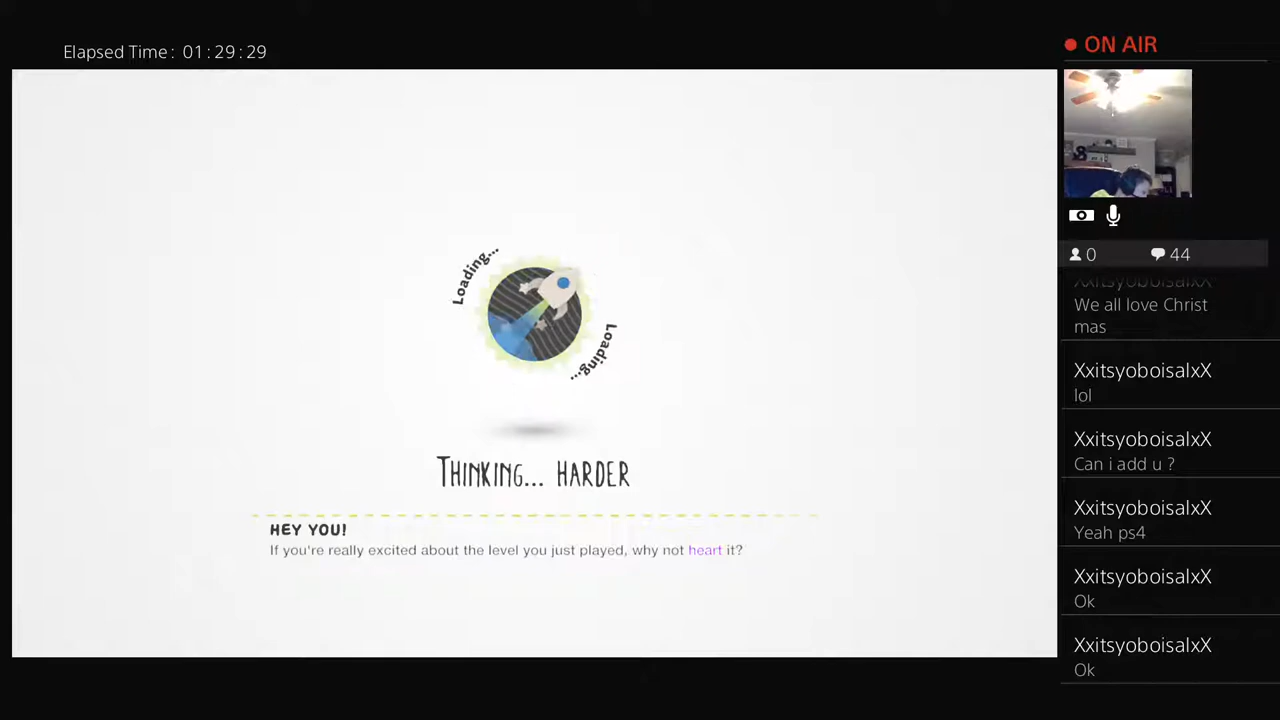 Elapsed Time: 01:29:29
ON AIR
0
44
XxitsyoboisalxX
We all love Christ
mas
XxitsyoboisalxX
lol
XxitsyoboisalxX
Can i add u ?
XxitsyoboisalxX
Yeah ps4
XxitsyoboisalxX
Ok
XxitsyoboisalxX
Ok
Loading...
Loading...
THINKING... HARDER
HEY YOU!
If you're really excited about the level you just played, why not heart it?